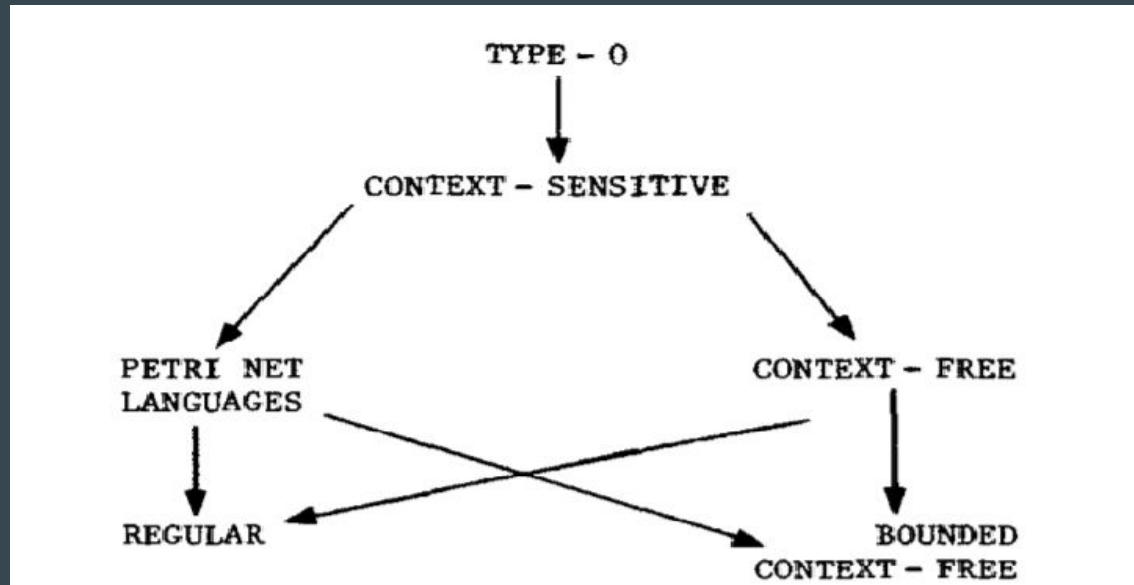 TYPE - 0
CONTEXT - SENSITIVE
PETRI NET
LANGUAGES
CONTEXT - FREE
REGULAR
BOUNDED
CONTEXT - FREE